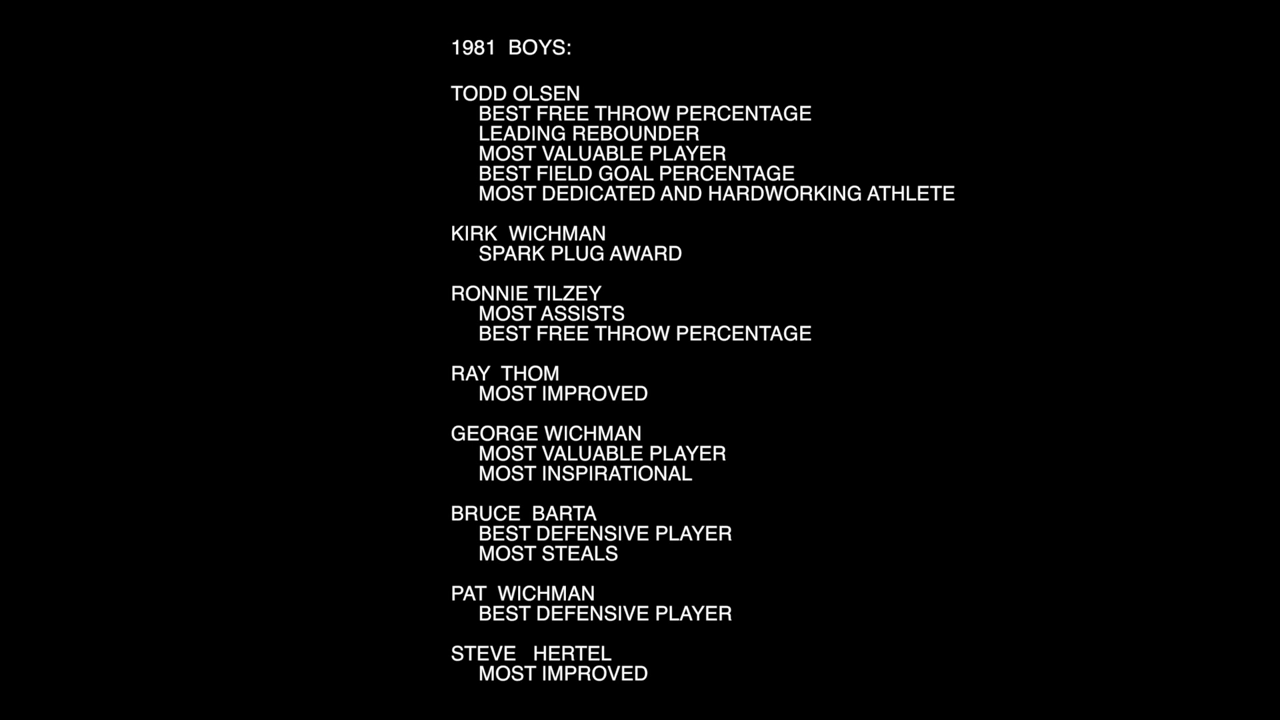 1981 BOYS:
TODD OLSEN
BEST FREE THROW PERCENTAGE
LEADING REBOUNDER
MOST VALUABLE PLAYER
BEST FIELD GOAL PERCENTAGE
MOST DEDICATED AND HARDWORKING ATHLETE
KIRK WICHMAN
SPARK PLUG AWARD
RONNIE TILZEY
MOST ASSISTS
BEST FREE THROW PERCENTAGE
RAY THOM
MOST IMPROVED
GEORGE WICHMAN
MOST VALUABLE PLAYER
MOST INSPIRATIONAL
BRUCE BARTA
BEST DEFENSIVE PLAYER
MOST STEALS
PAT WICHMAN
BEST DEFENSIVE PLAYER
STEVE HERTEL
MOST IMPROVED